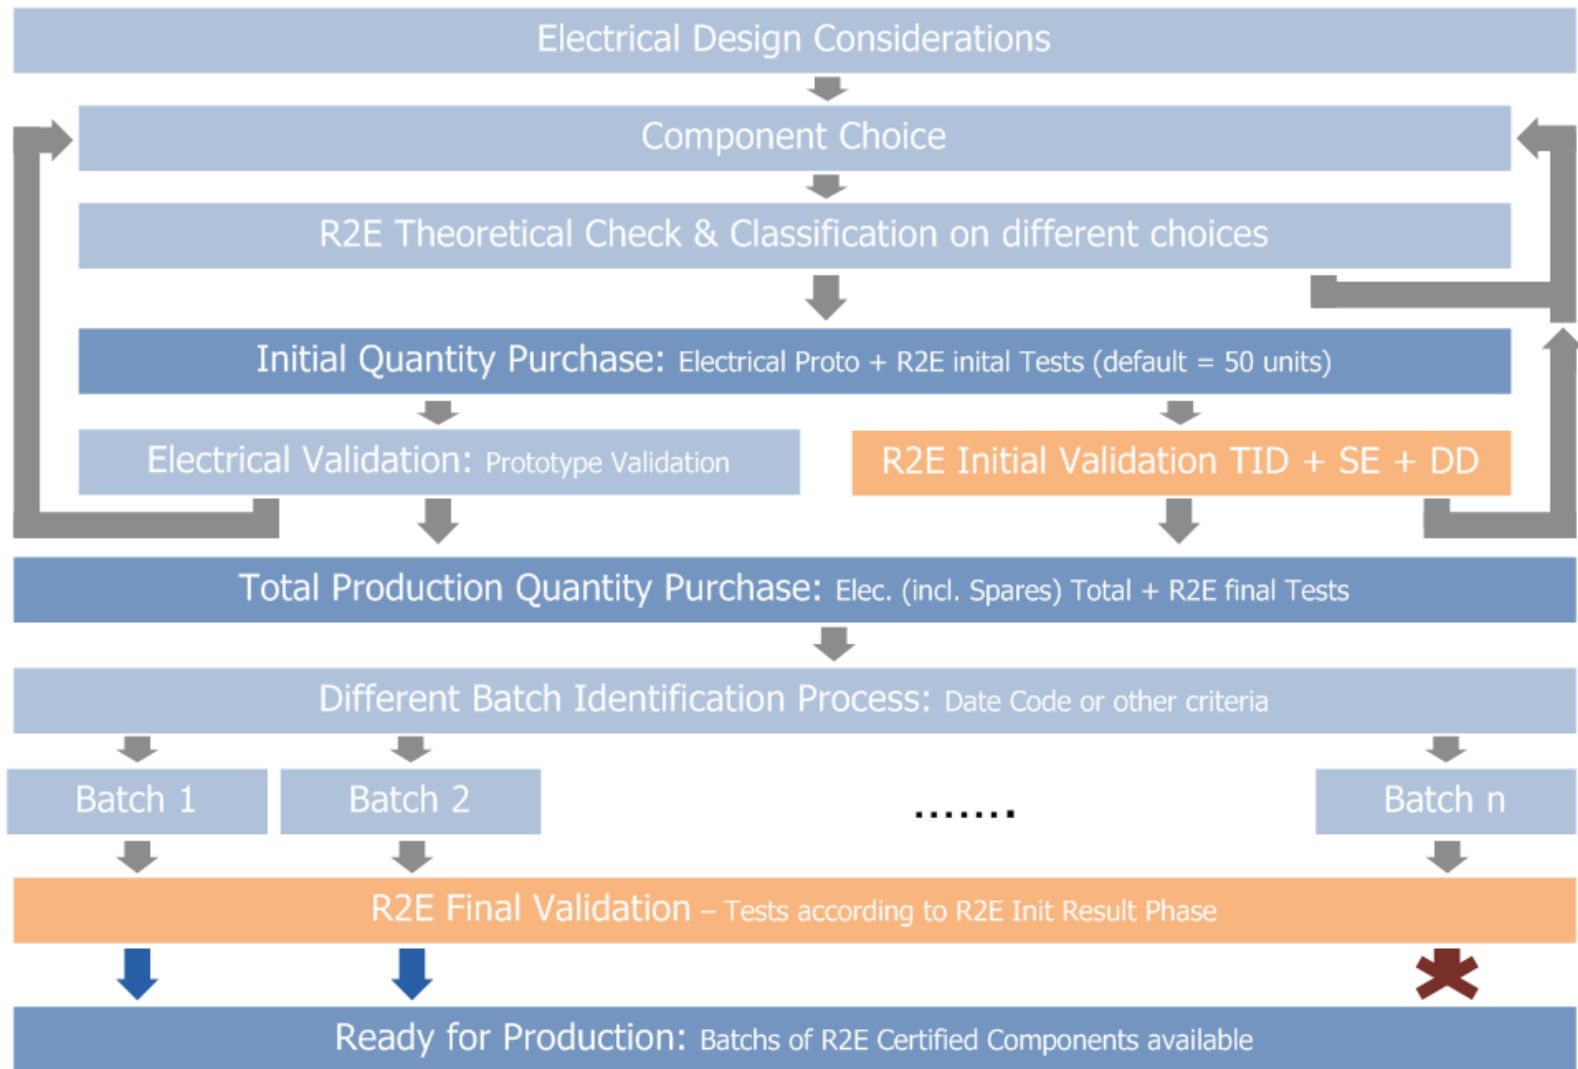 Electrical Design Considerations
Component Choice
R2E Theoretical Check & Classification on different choices
Initial Quantity Purchase: Electrical Proto + R2E inital Tests (default = 50 units)
Electrical Validation: Prototype Validation
R2E Initial Validation TID + SE + DD
Total Production Quantity Purchase: Elec. (incl. Spares) Total + R2E final Tests
Different Batch Identification Process: Date Code or other criteria
Batch 1
Batch 2
.......
Batch n
R2E Final Validation – Tests according to R2E Init Result Phase
Ready for Production: Batchs of R2E Certified Components available